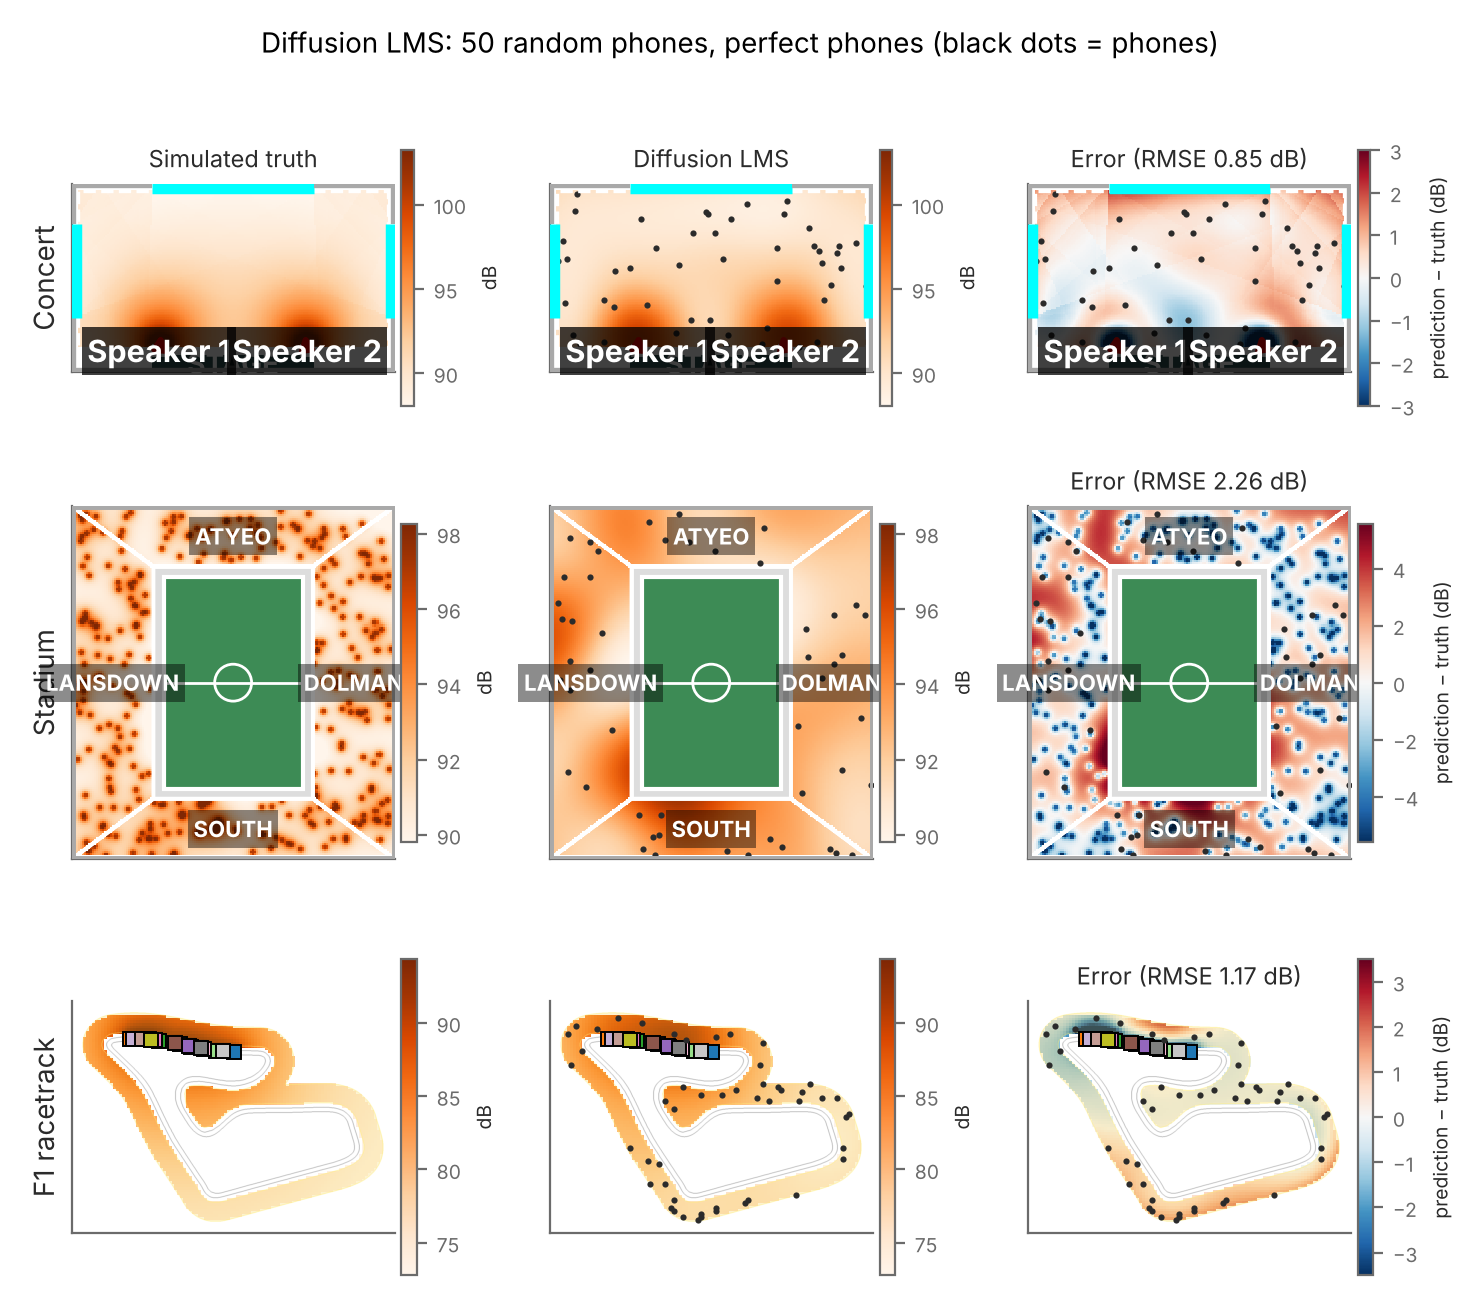 Diffusion LMS: 50 random phones, perfect phones (black dots = phones)
Simulated truth
Diffusion LMS
Error (RMSE 0.85 dB)
Concert
Speaker 1
Speaker 2
100
95
90
dB
Speaker 1
Speaker 2
100
95
90
dB
Speaker 1
Speaker 2
3
2
1
0
−1
−2
−3
prediction − truth (dB)
Error (RMSE 2.26 dB)
Stadium
ATYEO
LANSDOWN
DOLMAN
SOUTH
98
96
94
92
90
dB
ATYEO
LANSDOWN
DOLMAN
SOUTH
98
96
94
92
90
dB
ATYEO
LANSDOWN
DOLMAN
SOUTH
4
2
0
−2
−4
prediction − truth (dB)
Error (RMSE 1.17 dB)
F1 racetrack
90
85
80
75
dB
90
85
80
75
dB
3
2
1
0
−1
−2
−3
prediction − truth (dB)